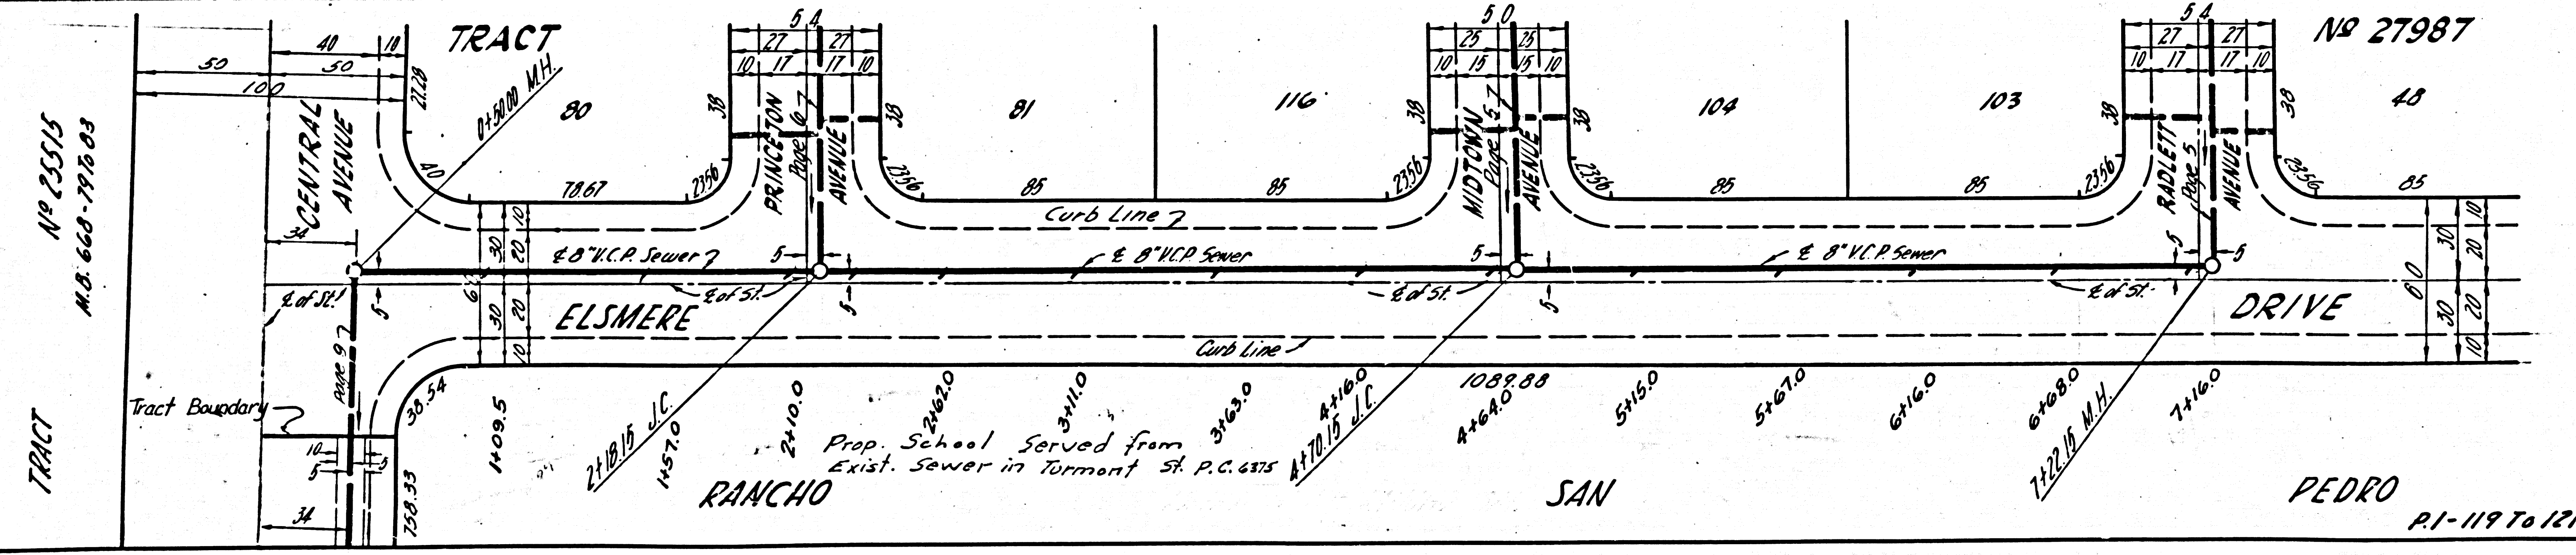 TRACT
Nº 27987
Nº 25515
M.B. 668-79 To 83
TRACT
50
50
100
40
10
27.28
CENTRAL
AVENUE
34
40
0+50.00 M.H.
80
78.67
23.56
38
54
27
27
10
17
17
10
PRINCETON
Page 6
AVENUE
38
23.56
81
85
116
85
23.56
38
50
25
25
10
15
15
10
MIDTOWN
AVENUE
38
23.56
104
85
103
85
23.56
38
54
27
27
10
17
17
10
RADLETT
Page 5
AVENUE
38
23.56
48
85
Curb Line
℄ 8" V.C.P. Sewer
5
℄ 8" V.C.P. Sewer
5
℄ 8" V.C.P. Sewer
5
5
℄ of St.
5
℄ of St.
5
℄ of St.
5
℄ of St.
30
30
10
20
20
10
ELSMERE
DRIVE
60
30
30
10
20
20
10
Curb Line
Page 9
38.54
Tract Boundary
10
5
5
34
758.33
1089.88
1+09.5
2+18.15 J.C.
1+57.0
2+10.0
2+62.0
3+11.0
3+63.0
4+16.0
4+70.15 J.C.
4+64.0
5+15.0
5+67.0
6+16.0
6+68.0
7+22.15 M.H.
7+16.0
Prop. School Served from
Exist. Sewer in Turmont St. P.C. 6375
RANCHO
SAN
PEDRO
P.1-119 To 121